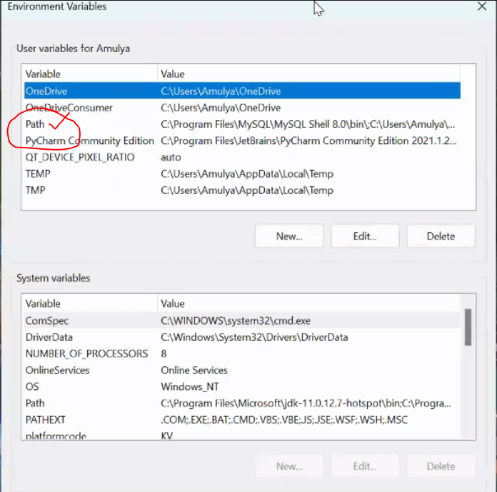 Environment Variables
User variables for Amulya
Variable Value
OneDrive C:\Users\Amulya\OneDrive
OneDriveConsumer C:\Users\Amulya\OneDrive
Path C:\Program Files\MySQL\MySQL Shell 8.0\bin\;C:\Users\Amulya\...
PyCharm Community Edition C:\Program Files\JetBrains\PyCharm Community Edition 2021.1.2...
QT_DEVICE_PIXEL_RATIO auto
TEMP C:\Users\Amulya\AppData\Local\Temp
TMP C:\Users\Amulya\AppData\Local\Temp
New... Edit... Delete
System variables
Variable Value
ComSpec C:\WINDOWS\system32\cmd.exe
DriverData C:\Windows\System32\Drivers\DriverData
NUMBER_OF_PROCESSORS 8
OnlineServices Online Services
OS Windows_NT
Path C:\Program Files\Microsoft\jdk-11.0.12.7-hotspot\bin;C:\Progra...
PATHEXT .COM;.EXE;.BAT;.CMD;.VBS;.VBE;.JS;.JSE;.WSF;.WSH;.MSC
platformcode KV
New... Edit... Delete